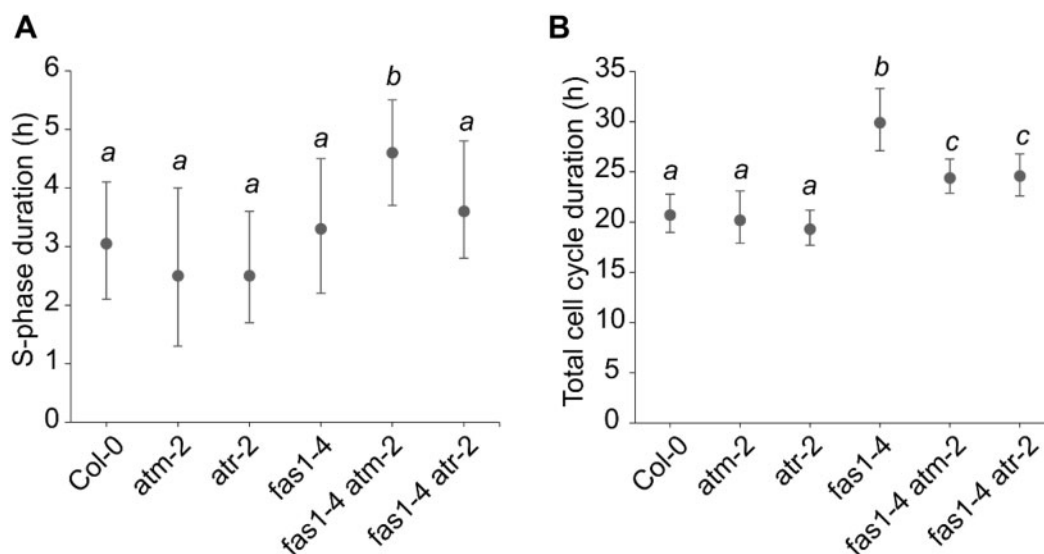 A
S-phase duration (h)
6
5
4
3
2
1
0
a
a
a
a
b
a
Col-0
atm-2
atr-2
fas1-4
fas1-4 atm-2
fas1-4 atr-2
B
Total cell cycle duration (h)
35
30
25
20
15
10
5
0
a
a
a
b
c
c
Col-0
atm-2
atr-2
fas1-4
fas1-4 atm-2
fas1-4 atr-2